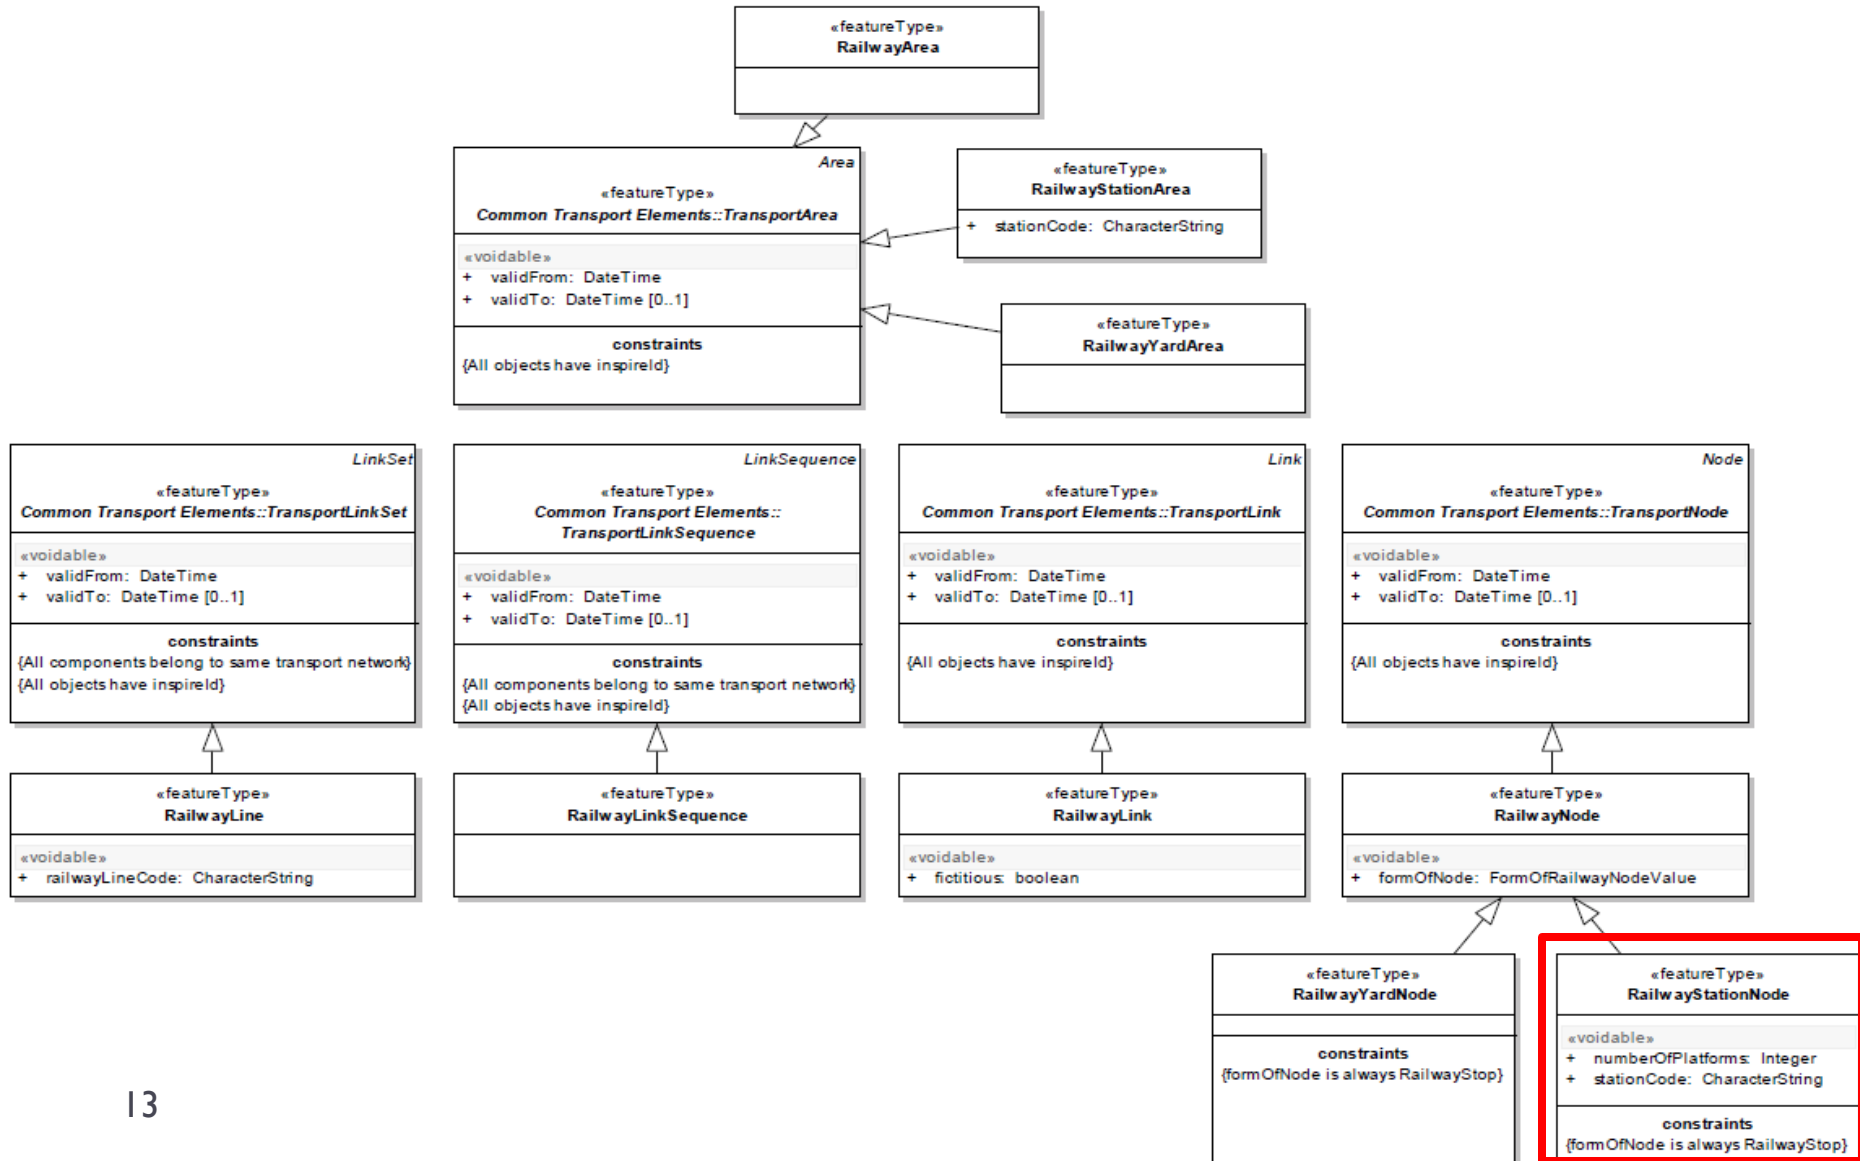 «featureType»
RailwayArea
Area
«featureType»
Common Transport Elements::TransportArea
«voidable»
+ validFrom: DateTime
+ validTo: DateTime [0..1]
constraints
{All objects have inspireId}
«featureType»
RailwayStationArea
+ stationCode: CharacterString
«featureType»
RailwayYardArea
LinkSet
«featureType»
Common Transport Elements::TransportLinkSet
«voidable»
+ validFrom: DateTime
+ validTo: DateTime [0..1]
constraints
{All components belong to same transport network}
{All objects have inspireId}
LinkSequence
«featureType»
Common Transport Elements::
TransportLinkSequence
«voidable»
+ validFrom: DateTime
+ validTo: DateTime [0..1]
constraints
{All components belong to same transport network}
{All objects have inspireId}
Link
«featureType»
Common Transport Elements::TransportLink
«voidable»
+ validFrom: DateTime
+ validTo: DateTime [0..1]
constraints
{All objects have inspireId}
Node
«featureType»
Common Transport Elements::TransportNode
«voidable»
+ validFrom: DateTime
+ validTo: DateTime [0..1]
constraints
{All objects have inspireId}
«featureType»
RailwayLine
«voidable»
+ railwayLineCode: CharacterString
«featureType»
RailwayLinkSequence
«featureType»
RailwayLink
«voidable»
+ fictitious: boolean
«featureType»
RailwayNode
«voidable»
+ formOfNode: FormOfRailwayNodeValue
«featureType»
RailwayYardNode
constraints
{formOfNode is always RailwayStop}
«featureType»
RailwayStationNode
«voidable»
+ numberOfPlatforms: Integer
+ stationCode: CharacterString
constraints
{formOfNode is always RailwayStop}
13